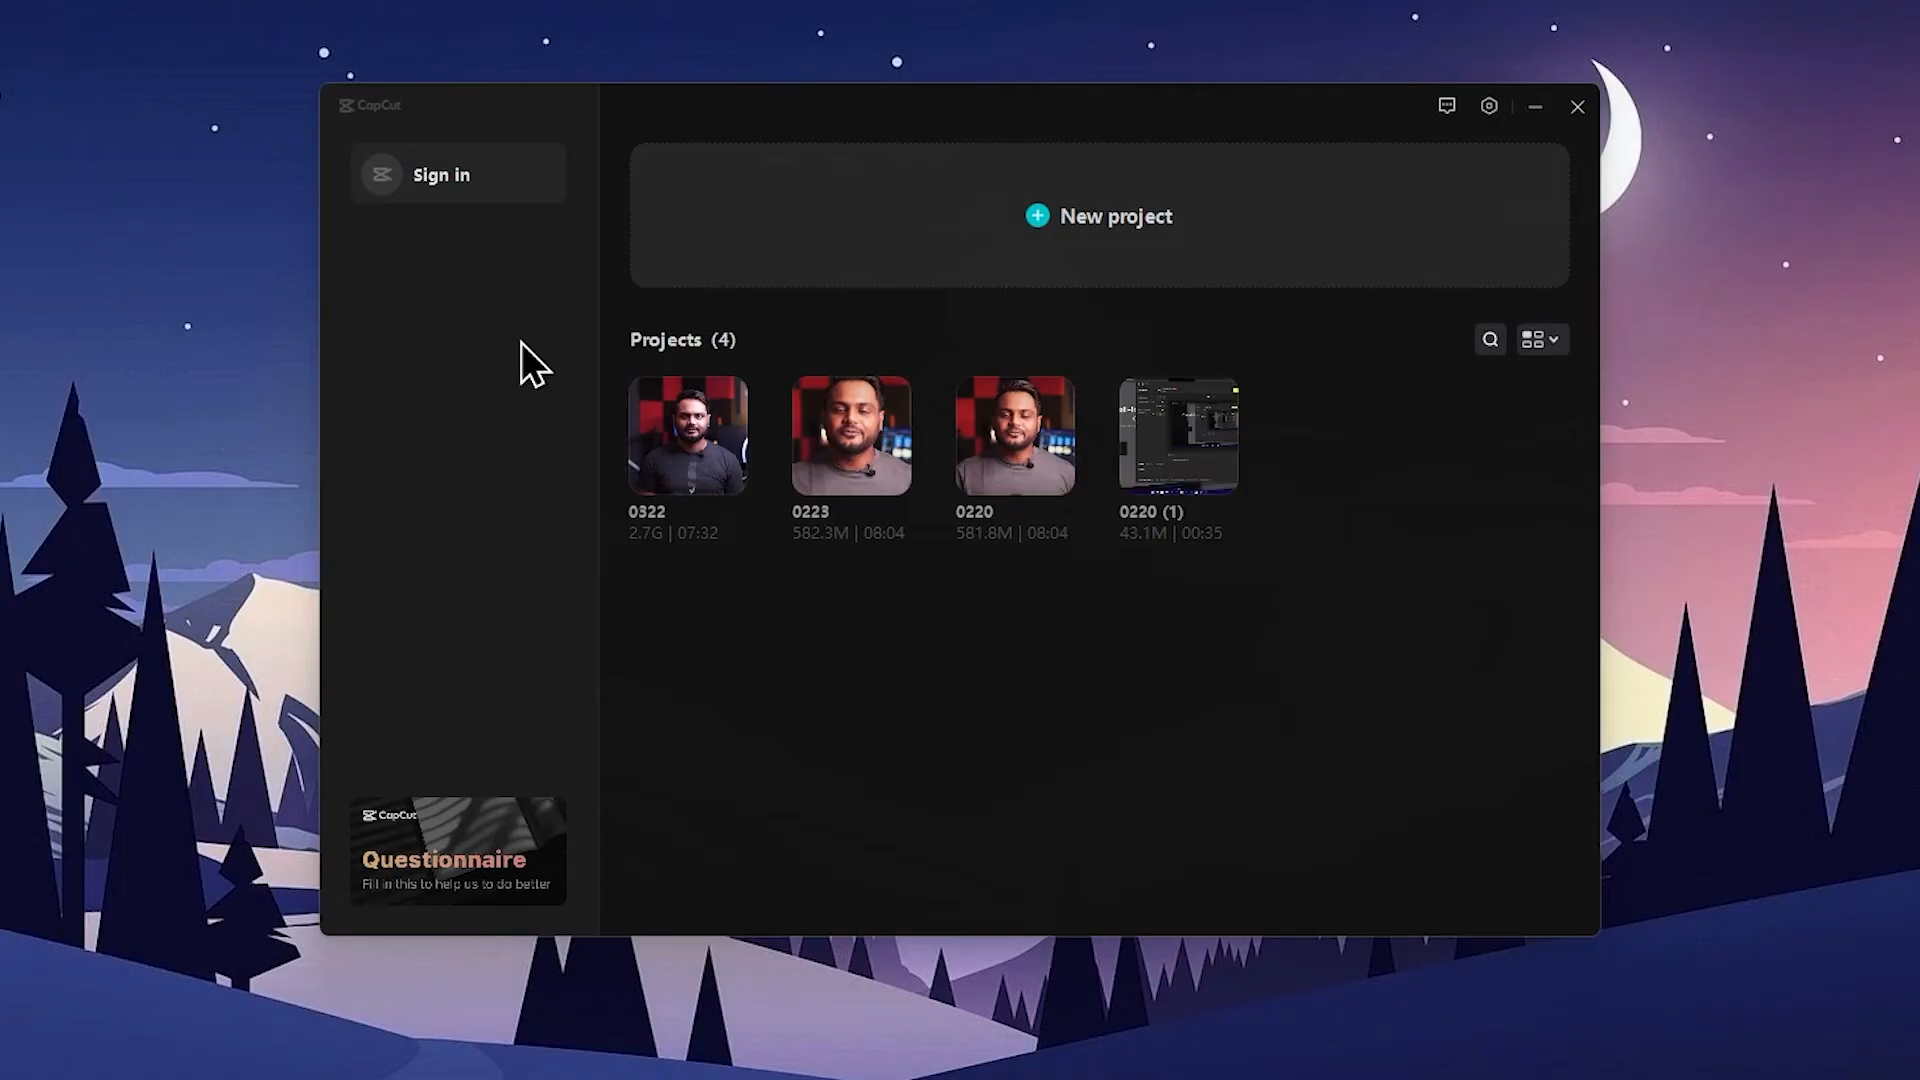 CapCut
Sign in
New project
Projects (4)
0322
2.7G | 07:32
0223
582.3M | 08:04
0220
581.8M | 08:04
0220 (1)
43.1M | 00:35
CapCut
Questionnaire
Fill in this to help us to do better